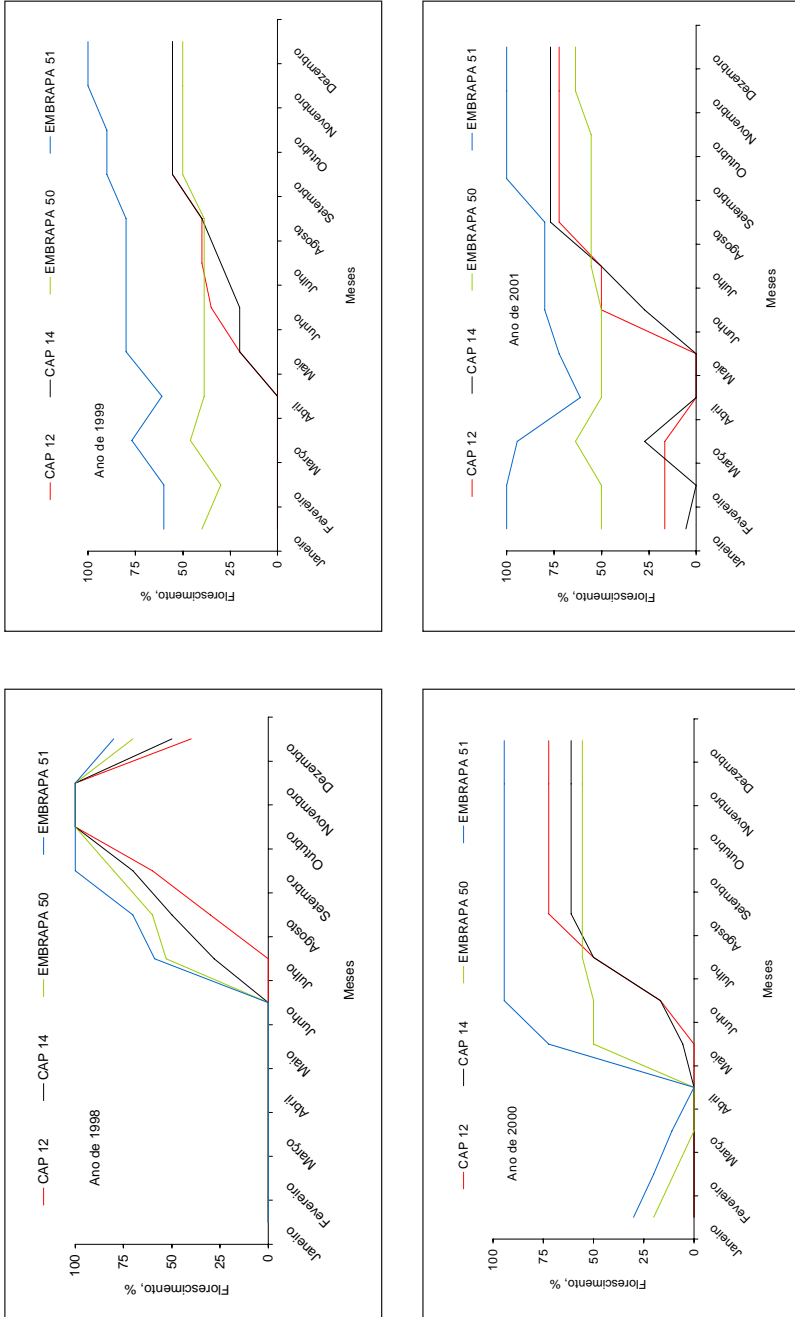 CAP 12 CAP 14 EMBRAPA 50 EMBRAPA 51
Ano de 1998
Florescimento, %
100
75
50
25
0
Janeiro Fevereiro Março Abril Maio Junho Julho Agosto Setembro Outubro Novembro Dezembro
Meses
CAP 12 CAP 14 EMBRAPA 50 EMBRAPA 51
Ano de 1999
Florescimento, %
100
75
50
25
0
Janeiro Fevereiro Março Abril Maio Junho Julho Agosto Setembro Outubro Novembro Dezembro
Meses
CAP 12 CAP 14 EMBRAPA 50 EMBRAPA 51
Ano de 2000
Florescimento, %
100
75
50
25
0
Janeiro Fevereiro Março Abril Maio Junho Julho Agosto Setembro Outubro Novembro Dezembro
Meses
CAP 12 CAP 14 EMBRAPA 50 EMBRAPA 51
Ano de 2001
Florescimento, %
100
75
50
25
0
Janeiro Fevereiro Março Abril Maio Junho Julho Agosto Setembro Outubro Novembro Dezembro
Meses